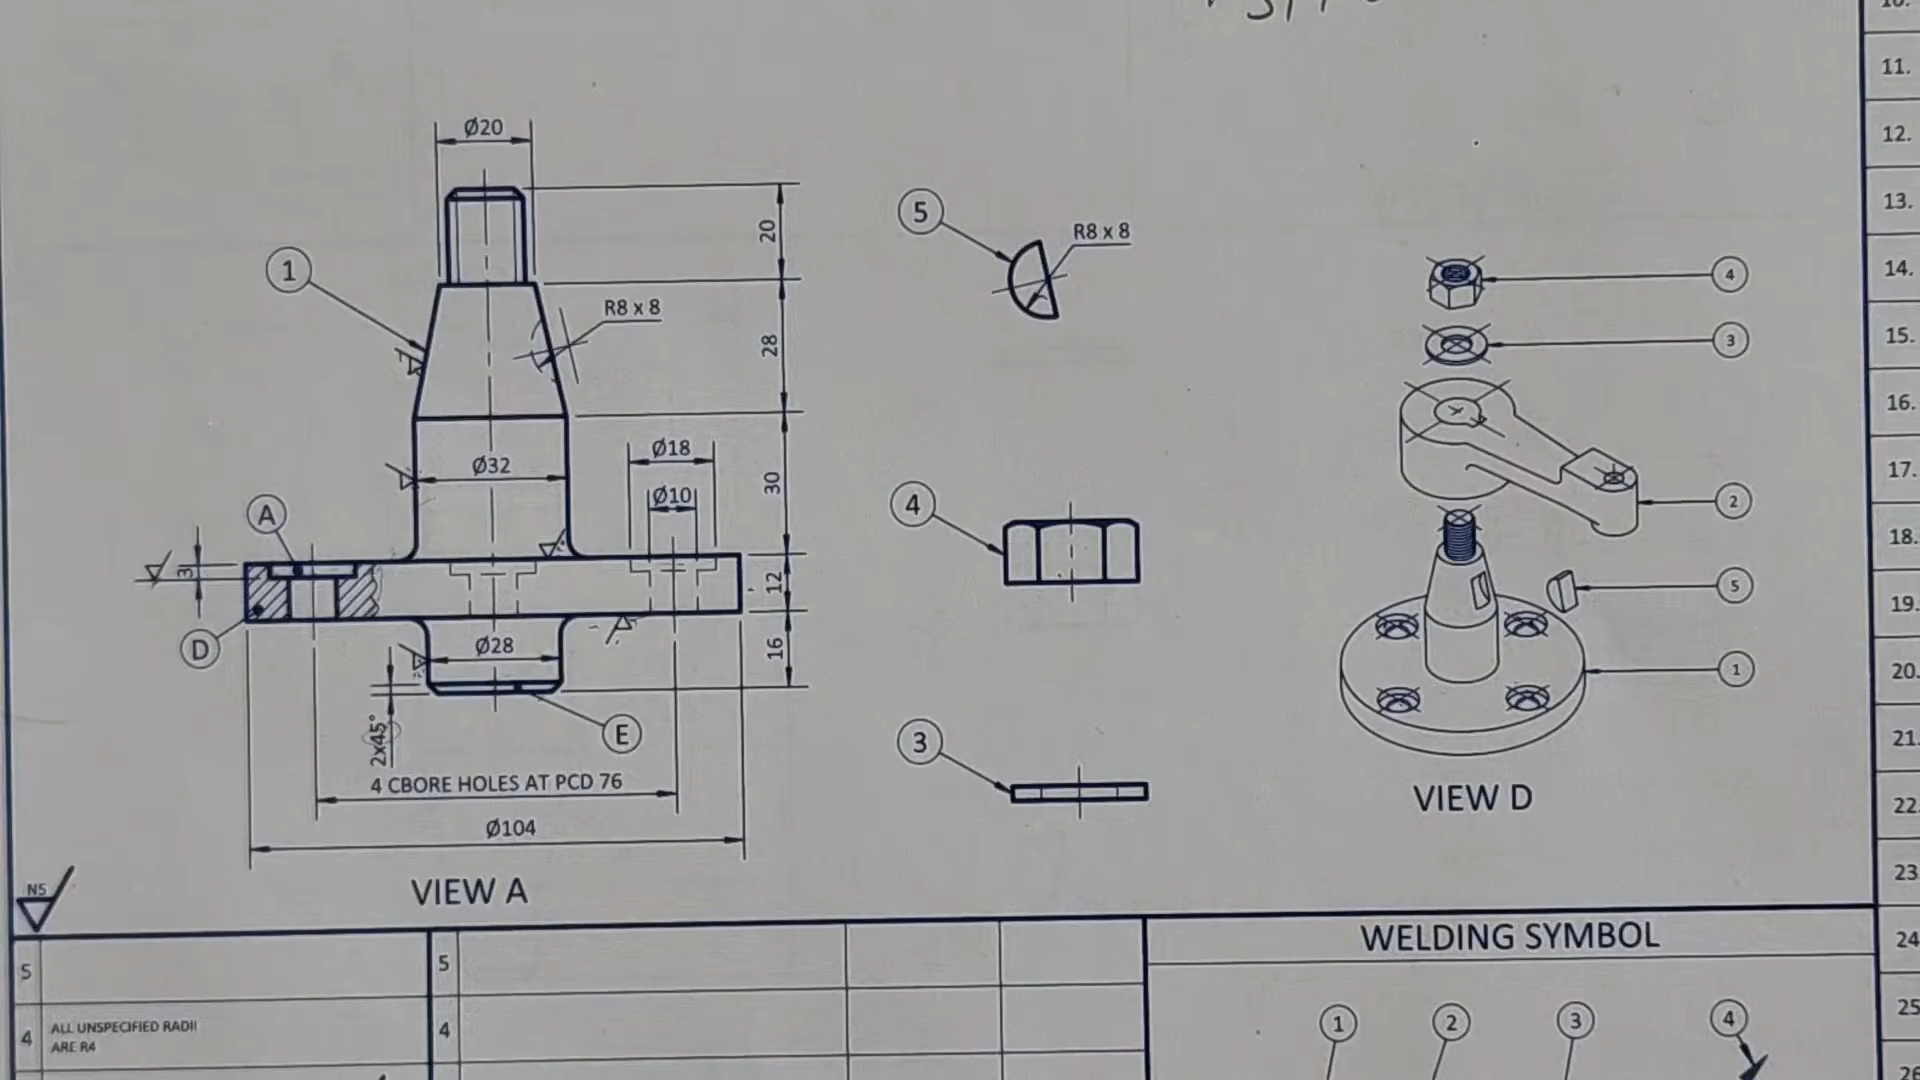 Ø20
20
1
R8 x 8
28
Ø18
Ø32
Ø10
30
A
3
12
D
Ø28
16
2x45°
E
4 CBORE HOLES AT PCD 76
Ø104
VIEW A
N5
5
R8 x 8
4
3
4
3
2
5
1
VIEW D
5
5
4
ALL UNSPECIFIED RADII
ARE R4
4
WELDING SYMBOL
1
2
3
4
10.
11.
12.
13.
14.
15.
16.
17.
18.
19.
20.
21.
22.
23
24
25
26